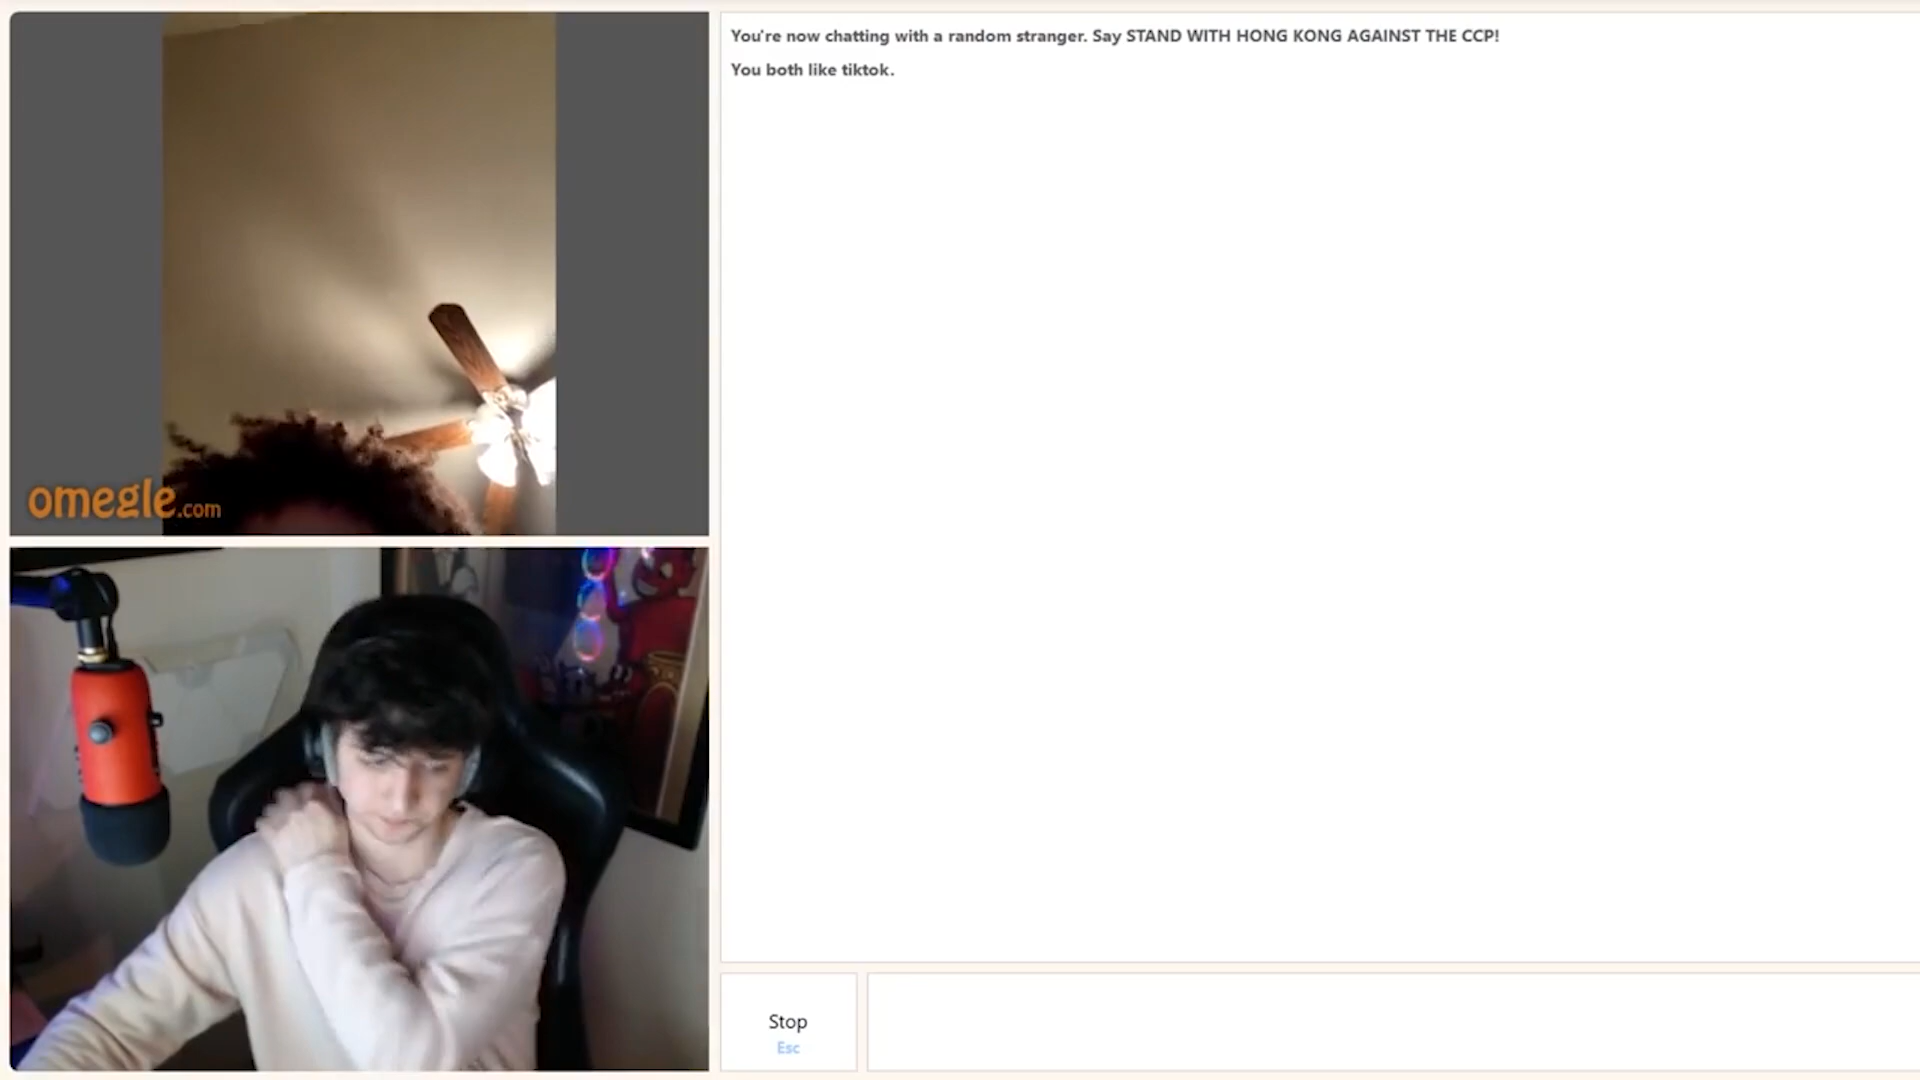 You're now chatting with a random stranger. Say STAND WITH HONG KONG AGAINST THE CCP!
You both like tiktok.
omegle.com
Stop
Esc